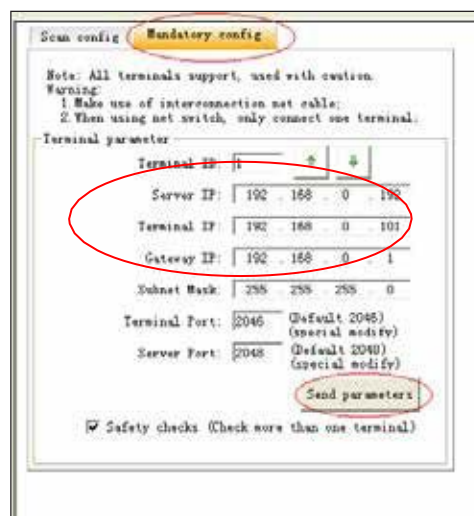 Scan config Mandatory config
Note: All terminals support, used with caution.
Warning:
1 Make use of interconnection net cable;
2.When using net switch, only connect one terminal.
Terminal parameter
Terminal ID: 1
Server IP: 192 . 168 . 0 . 192
Terminal IP: 192 . 168 . 0 . 101
Gateway IP: 192 . 168 . 0 . 1
Subnet Mask: 255 . 255 . 255 . 0
Terminal Port: 2046 (Default 2046)
(special modify)
Server Port: 2048 (Default 2048)
(special modify)
Send parameters
Safety checks (Check more than one terminal)